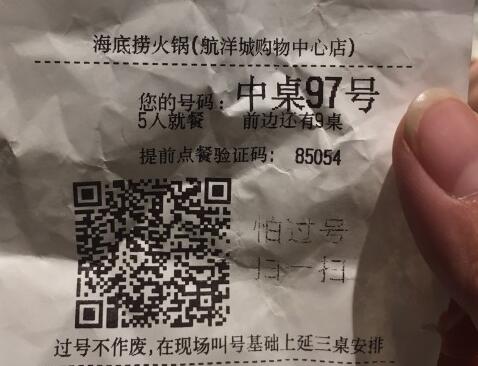 海底捞火锅(航洋城购物中心店)
您的号码: 中桌97号
5人就餐 前边还有9桌
提前点餐验证码: 85054
怕过号
扫一扫
过号不作废,在现场叫号基础上延三桌安排